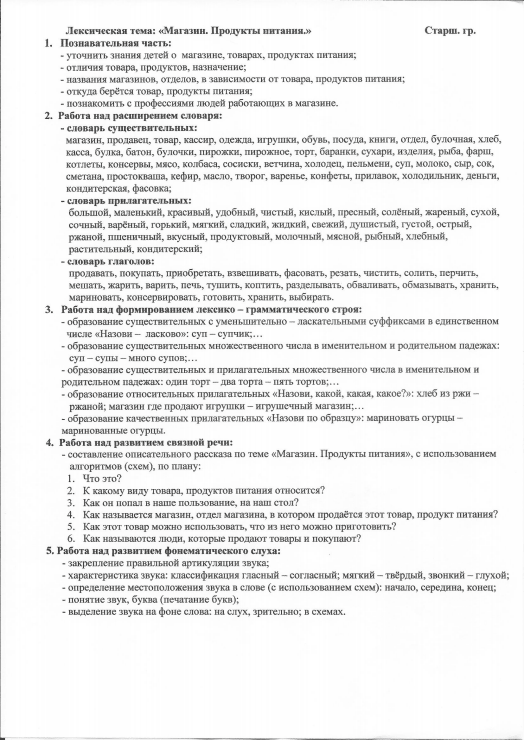 Лексическая тема: «Магазин. Продукты питания.» Старш. гр.
1. Познавательная часть:
- уточнить знания детей о магазине, товарах, продуктах питания;
- отличия товара, продуктов, назначение;
- названия магазинов, отделов, в зависимости от товара, продуктов питания;
- откуда берётся товар, продукты питания;
- познакомить с профессиями людей работающих в магазине.
2. Работа над расширением словаря:
- словарь существительных:
магазин, продавец, товар, кассир, одежда, игрушки, обувь, посуда, книги, отдел, булочная, хлеб,
касса, булка, батон, булочки, пирожки, пирожное, торт, баранки, сухари, изделия, рыба, фарш,
котлеты, консервы, мясо, колбаса, сосиски, ветчина, холодец, пельмени, суп, молоко, сыр, сок,
сметана, простокваша, кефир, масло, творог, варенье, конфеты, прилавок, холодильник, деньги,
кондитерская, фасовка;
- словарь прилагательных:
большой, маленький, красивый, удобный, чистый, кислый, пресный, солёный, жареный, сухой,
сочный, варёный, горький, мягкий, сладкий, жидкий, свежий, душистый, густой, острый,
ржаной, пшеничный, вкусный, продуктовый, молочный, мясной, рыбный, хлебный,
растительный, кондитерский;
- словарь глаголов:
продавать, покупать, приобретать, взвешивать, фасовать, резать, чистить, солить, перчить,
мешать, жарить, варить, печь, тушить, коптить, разделывать, обваливать, обмазывать, хранить,
мариновать, консервировать, готовить, хранить, выбирать.
3. Работа над формированием лексико – грамматического строя:
- образование существительных с уменьшительно – ласкательными суффиксами в единственном
числе «Назови – ласково»: суп – супчик;…
- образование существительных множественного числа в именительном и родительном падежах:
суп – супы – много супов;…
- образование существительных и прилагательных множественного числа в именительном и
родительном падежах: один торт – два торта – пять тортов;…
- образование относительных прилагательных «Назови, какой, какая, какое?»: хлеб из ржи –
ржаной; магазин где продают игрушки – игрушечный магазин;…
- образование качественных прилагательных «Назови по образцу»: мариновать огурцы –
маринованные огурцы.
4. Работа над развитием связной речи:
- составление описательного рассказа по теме «Магазин. Продукты питания», с использованием
алгоритмов (схем), по плану:
1. Что это?
2. К какому виду товара, продуктов питания относится?
3. Как он попал в наше пользование, на наш стол?
4. Как называется магазин, отдел магазина, в котором продаётся этот товар, продукт питания?
5. Как этот товар можно использовать, что из него можно приготовить?
6. Как называются люди, которые продают товары и покупают?
5. Работа над развитием фонематического слуха:
- закрепление правильной артикуляции звука;
- характеристика звука: классификация гласный – согласный; мягкий – твёрдый, звонкий – глухой;
- определение местоположения звука в слове (с использованием схем): начало, середина, конец;
- понятие звук, буква (печатание букв);
- выделение звука на фоне слова: на слух, зрительно; в схемах.